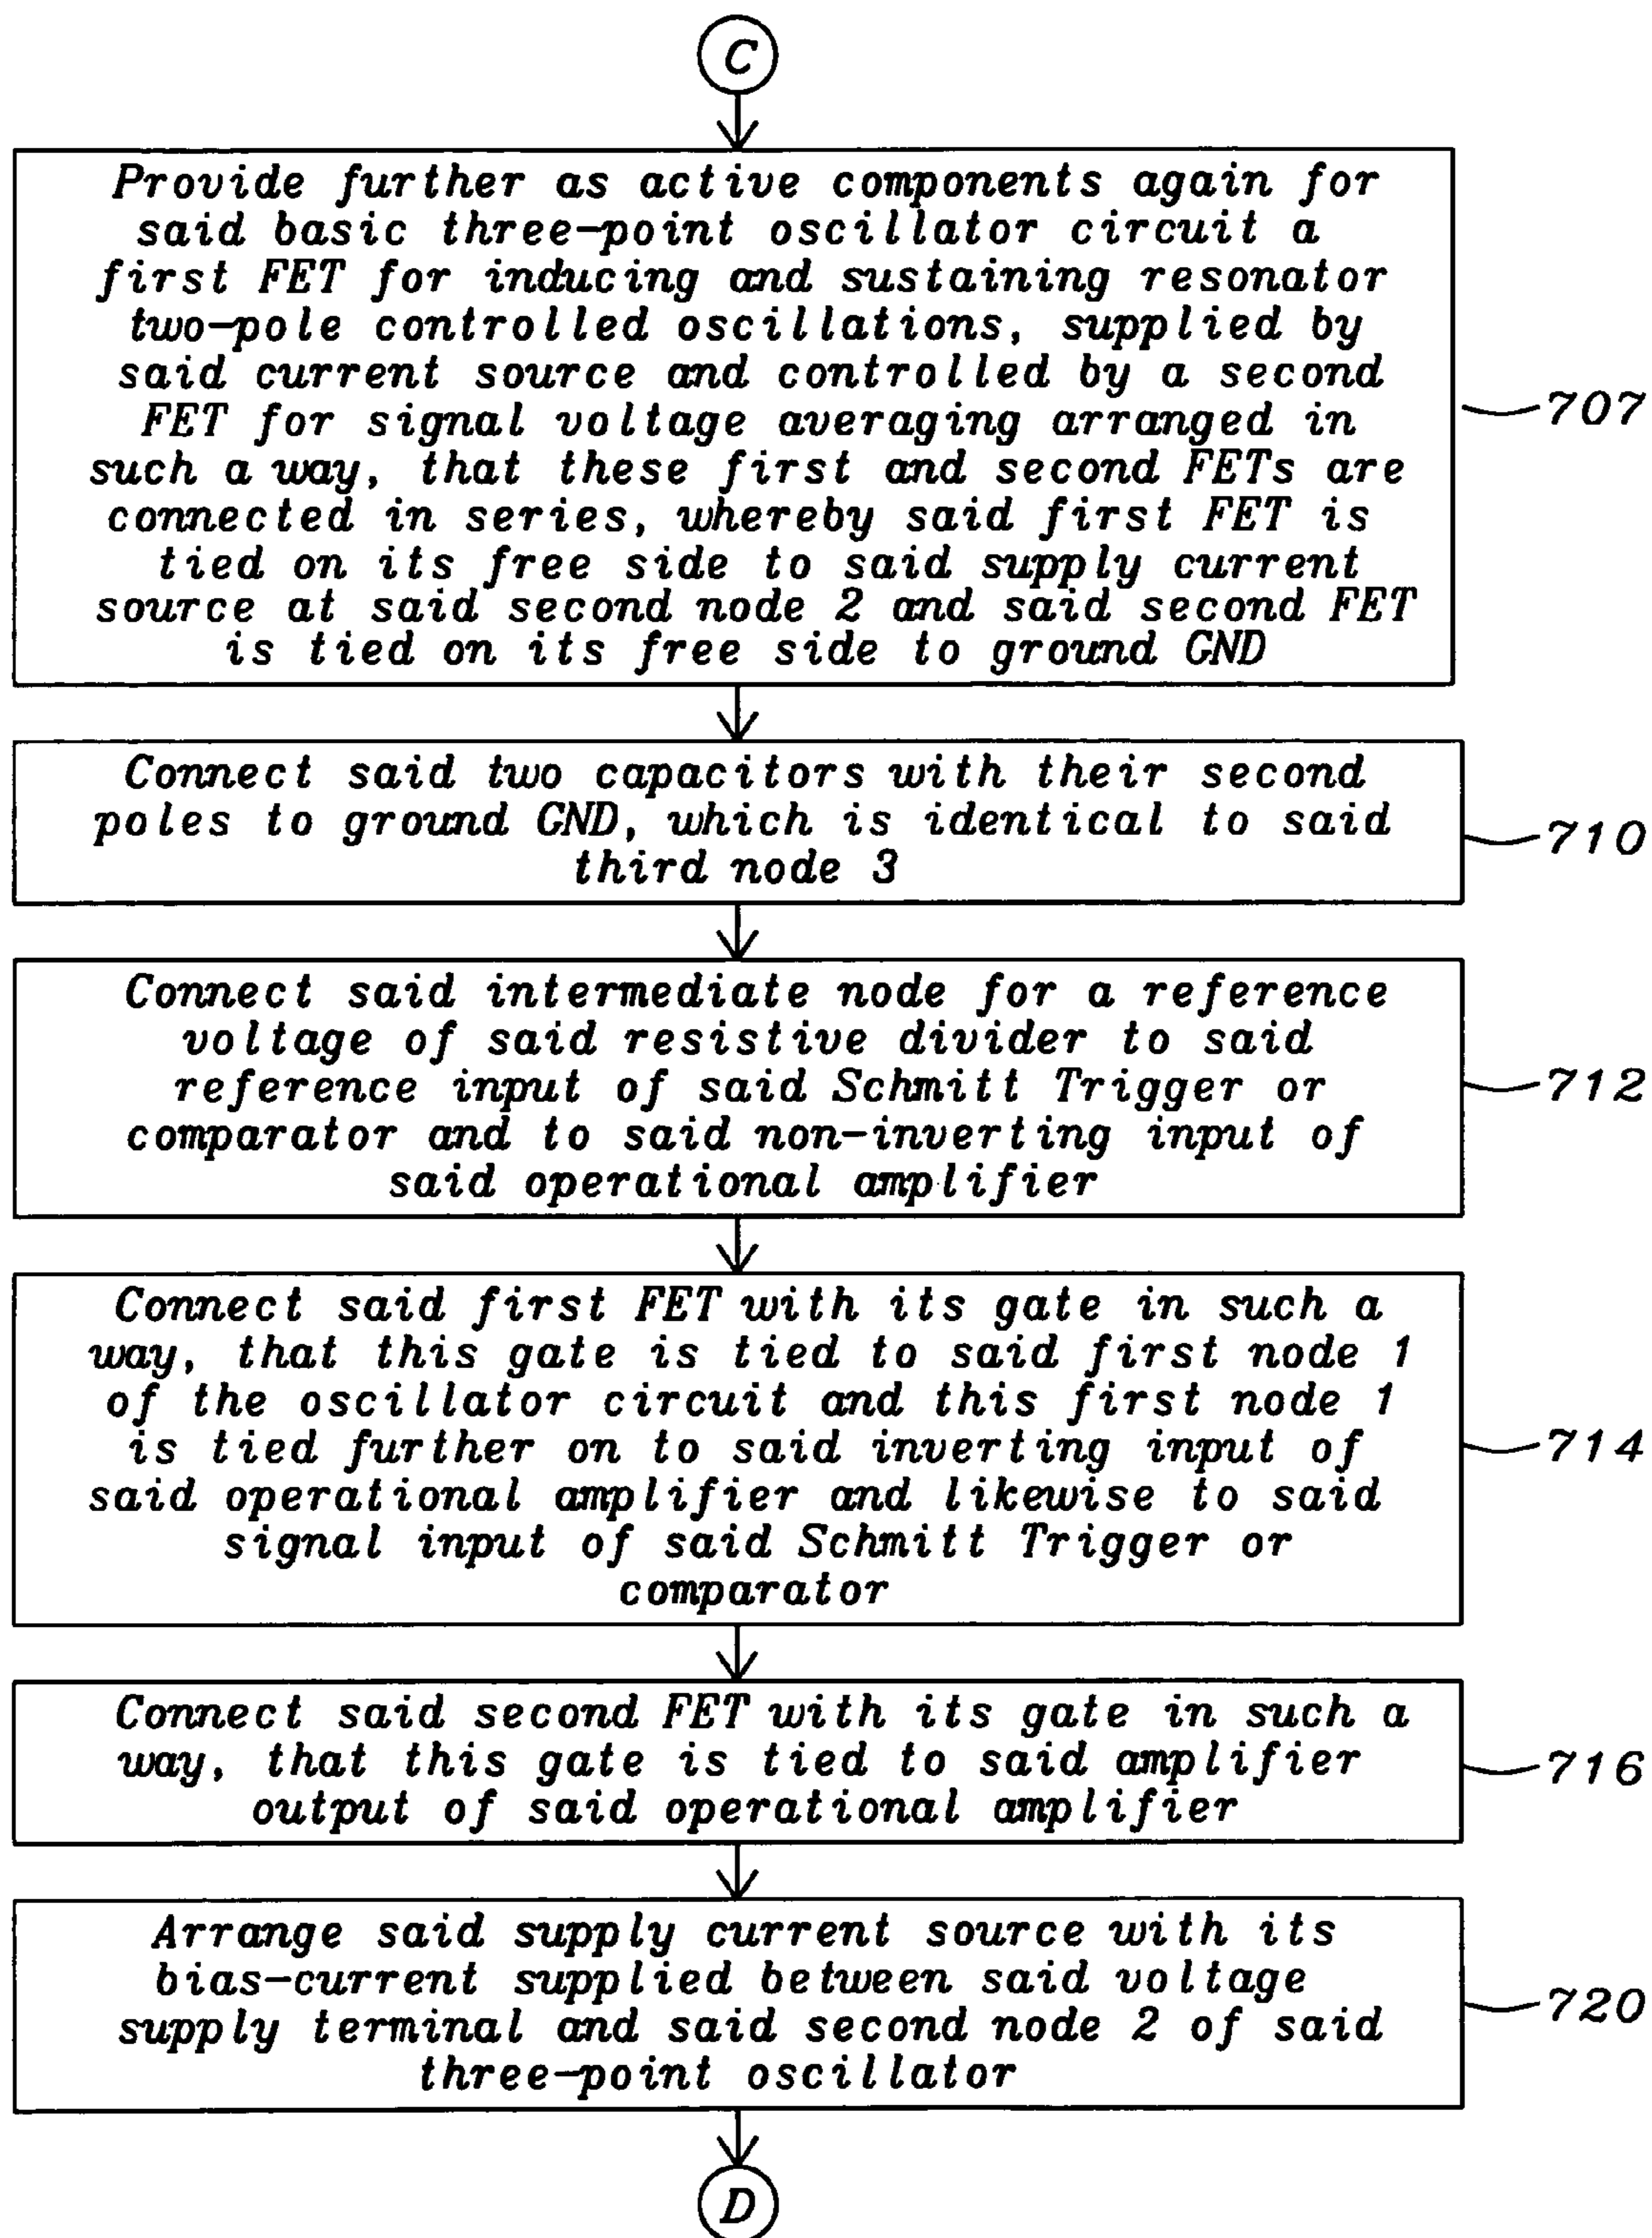 C
Provide further as active components again for
said basic three-point oscillator circuit a
first FET for inducing and sustaining resonator
two-pole controlled oscillations, supplied by
said current source and controlled by a second
FET for signal voltage averaging arranged in
such a way, that these first and second FETs are
connected in series, whereby said first FET is
tied on its free side to said supply current
source at said second node 2 and said second FET
is tied on its free side to ground GND
707
Connect said two capacitors with their second
poles to ground GND, which is identical to said
third node 3
710
Connect said intermediate node for a reference
voltage of said resistive divider to said
reference input of said Schmitt Trigger or
comparator and to said non-inverting input of
said operational amplifier
712
Connect said first FET with its gate in such a
way, that this gate is tied to said first node 1
of the oscillator circuit and this first node 1
is tied further on to said inverting input of
said operational amplifier and likewise to said
signal input of said Schmitt Trigger or
comparator
714
Connect said second FET with its gate in such a
way, that this gate is tied to said amplifier
output of said operational amplifier
716
Arrange said supply current source with its
bias-current supplied between said voltage
supply terminal and said second node 2 of said
three-point oscillator
720
D